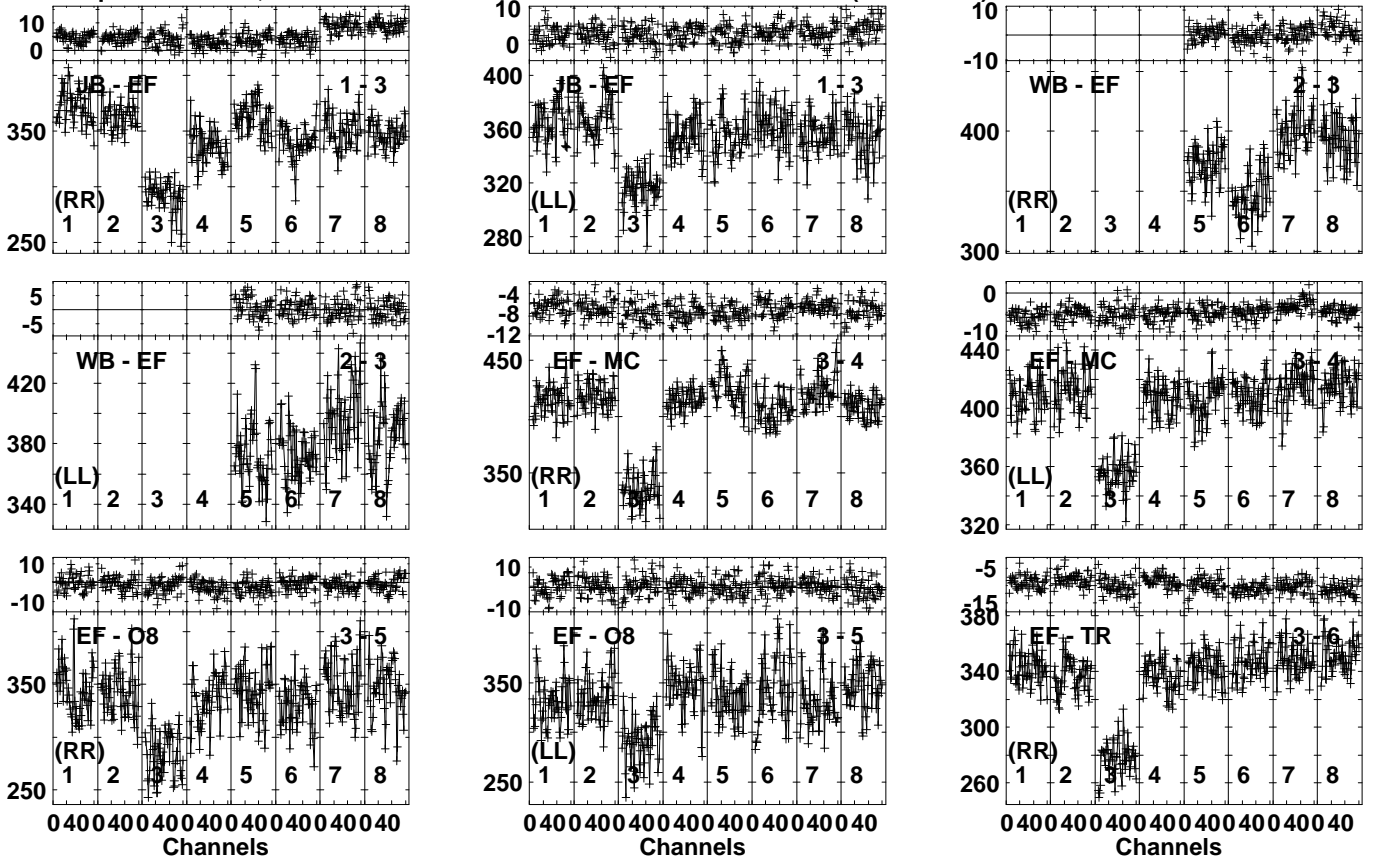 10 10 10
0 0 -10
JB - EF 1 - 3 400 JB - EF 1 - 3 WB - EF 2 - 3
350 360 400
320
(RR) (LL) (RR)
1 2 3 4 5 6 7 8 1 2 3 4 5 6 7 8 1 2 3 4 5 6 7 8
250 280 300
5 -4 0
-5 -8 -10
-12
WB - EF 2 - 3 450 EF - MC 3 - 4 440 EF - MC 3 - 4
420 400
380 350 360
(LL) (RR) (LL)
1 2 3 4 5 6 7 8 1 2 3 4 5 6 7 8 1 2 3 4 5 6 7 8
340 320
10 10 -5
-10 -10 -15
EF - O8 3 - 5 EF - O8 3 - 5 380 EF - TR 3 - 6
350 350 340
300
(RR) (LL) (RR)
1 2 3 4 5 6 7 8 1 2 3 4 5 6 7 8 1 2 3 4 5 6 7 8
250 250 260
0 40 0 40 0 40 0 40 0 40 0 40 0 40 0 40 0 40 0 40 0 40 0 40 0 40 0 40 0 40 0 40 0 40 0 40 0 40 0 40 0 40 0 40 0 40 0 40
Channels Channels Channels